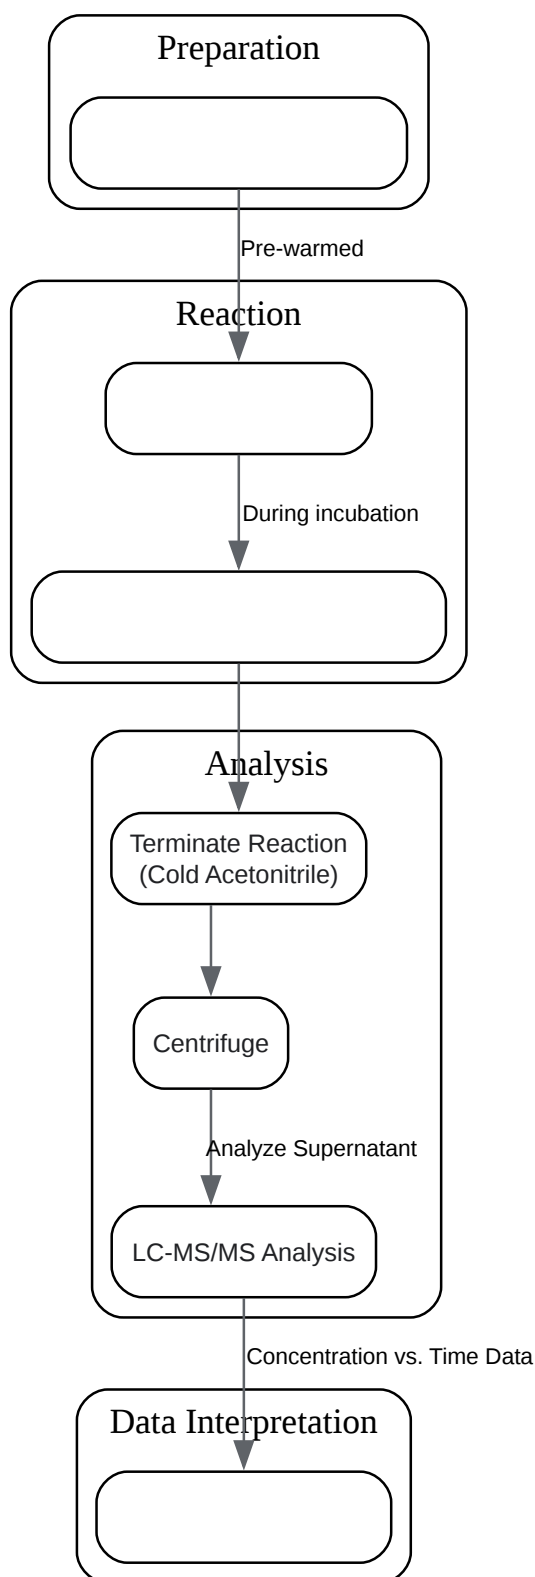 Preparation
Pre-warmed
Reaction
During incubation
Analysis
Terminate Reaction
(Cold Acetonitrile)
Centrifuge
Analyze Supernatant
LC-MS/MS Analysis
Concentration vs. Time Data
Data Interpretation